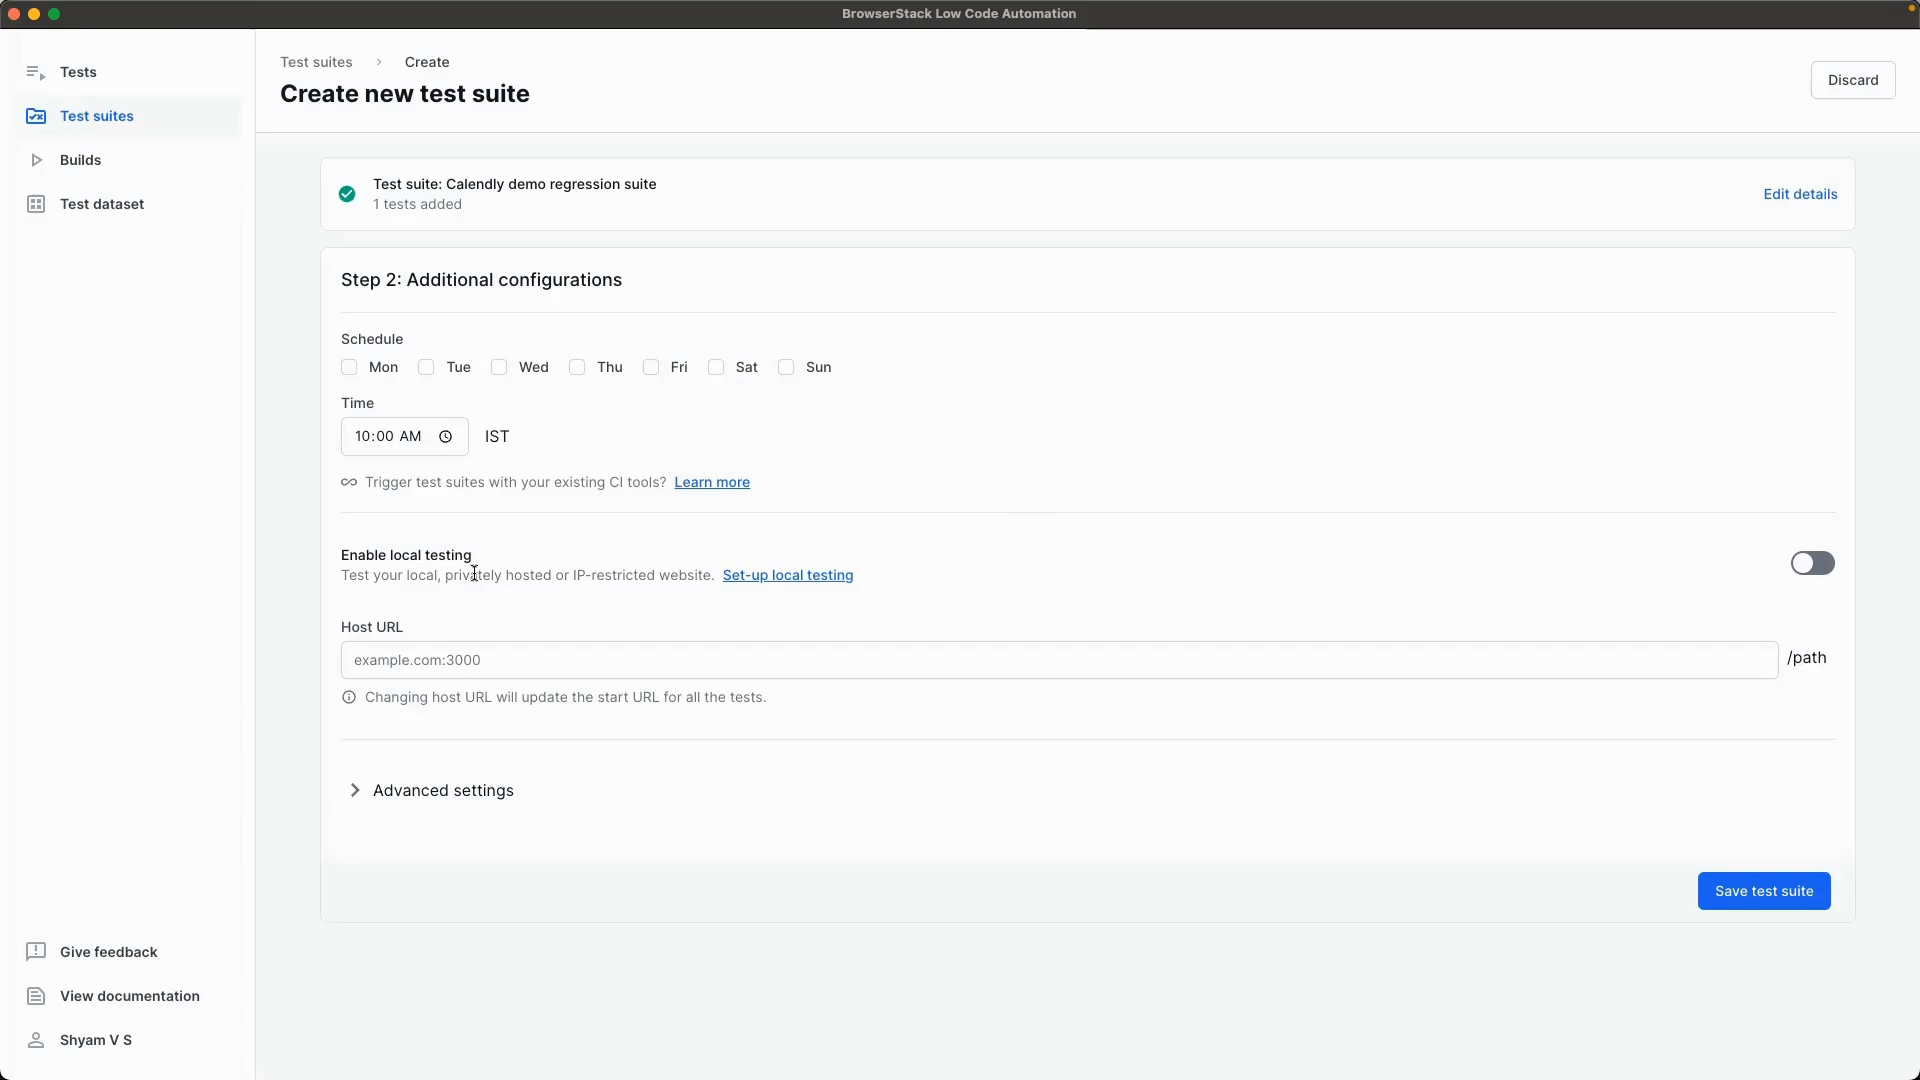 BrowserStack Low Code Automation
Tests
Test suites
Builds
Test dataset
Give feedback
View documentation
Shyam V S
Test suites > Create
Create new test suite
Discard
Test suite: Calendly demo regression suite
1 tests added
Edit details
Step 2: Additional configurations
Schedule
Mon Tue Wed Thu Fri Sat Sun
Time
10:00 AM IST
Trigger test suites with your existing CI tools? Learn more
Enable local testing
Test your local, privately hosted or IP-restricted website. Set-up local testing
Host URL
example.com:3000 /path
Changing host URL will update the start URL for all the tests.
Advanced settings
Save test suite